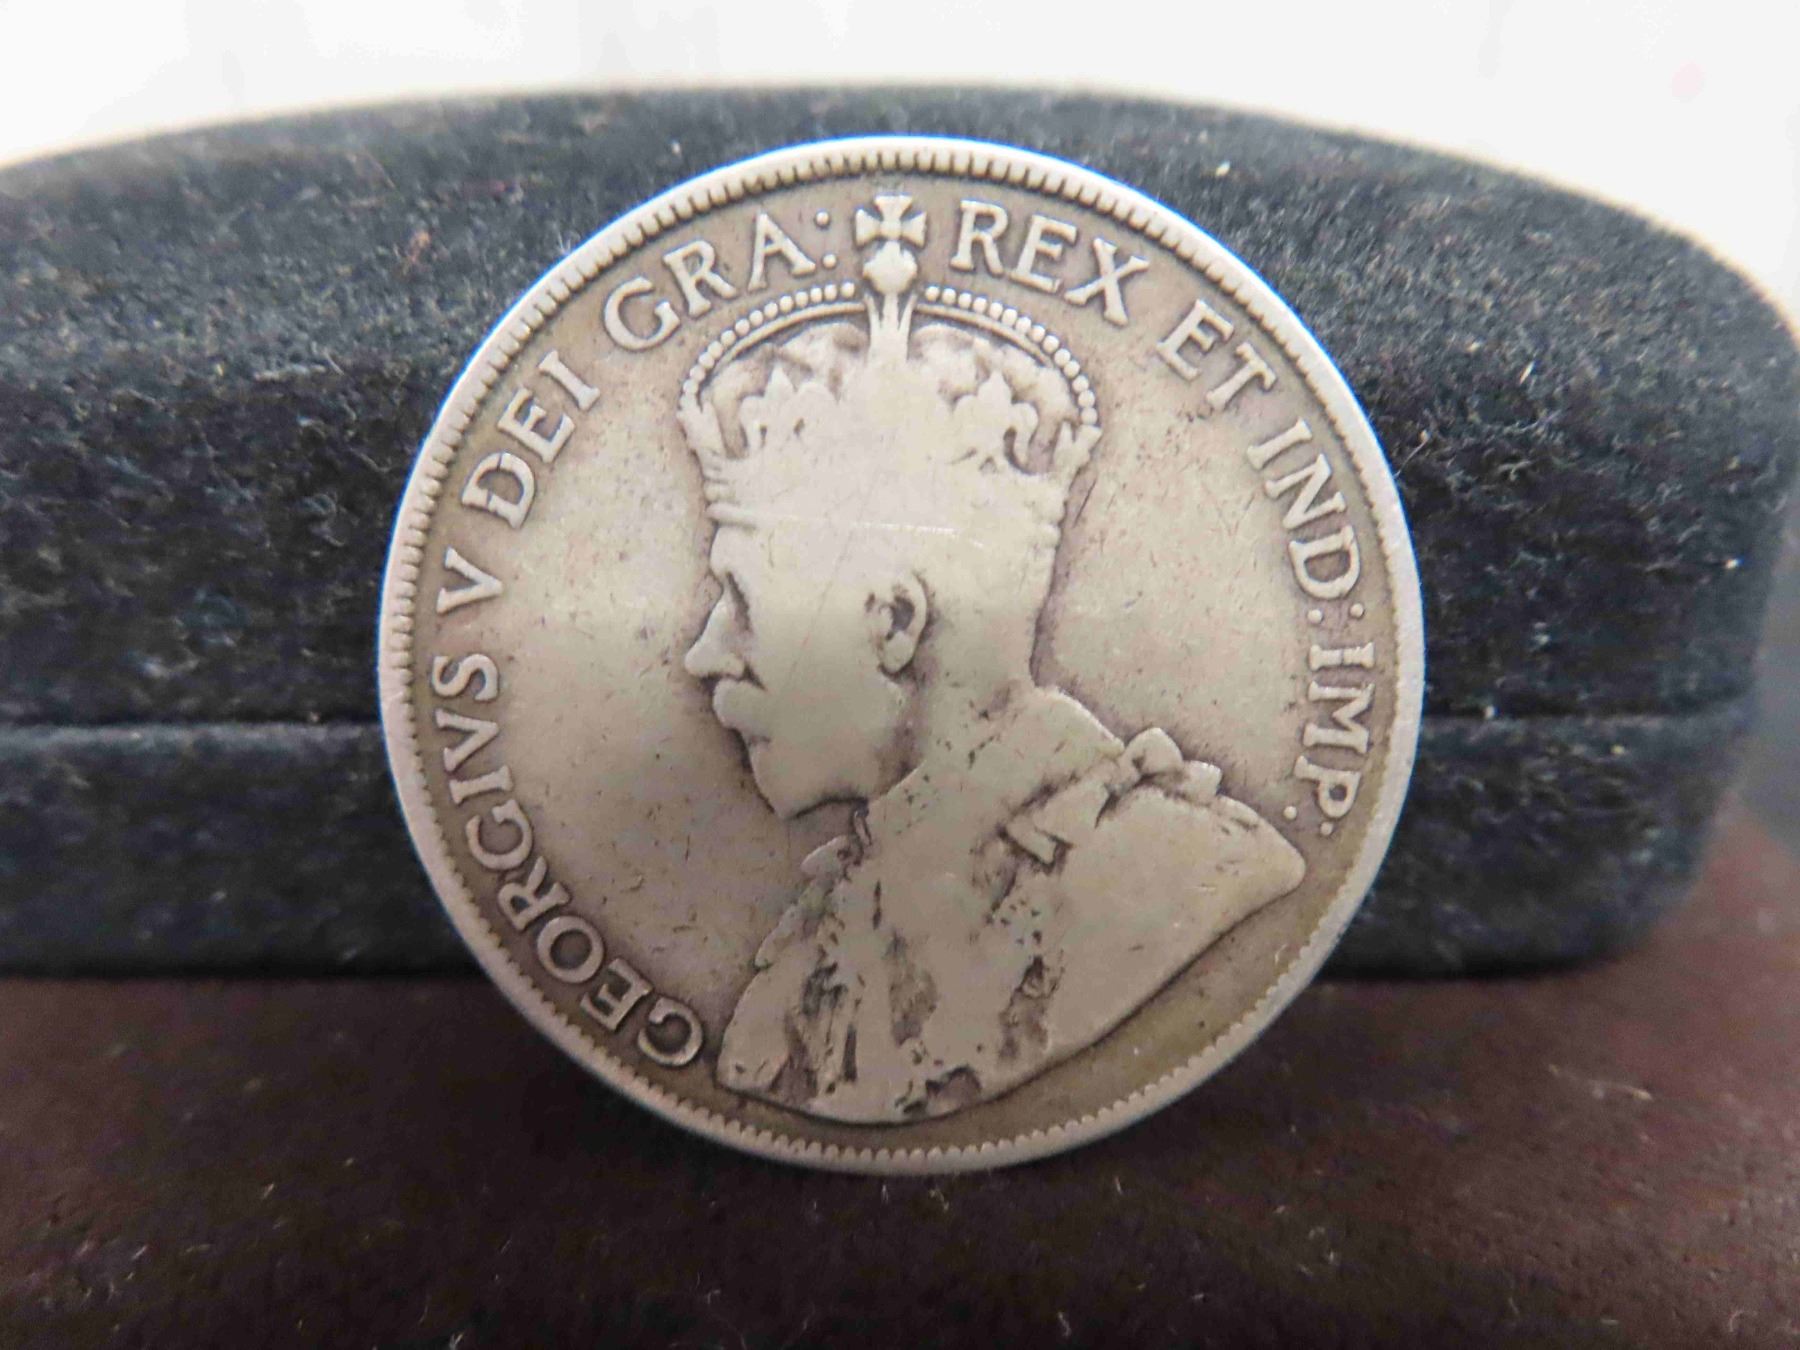 GEORGIVS V DEI GRA: REX ET IND: IMP: